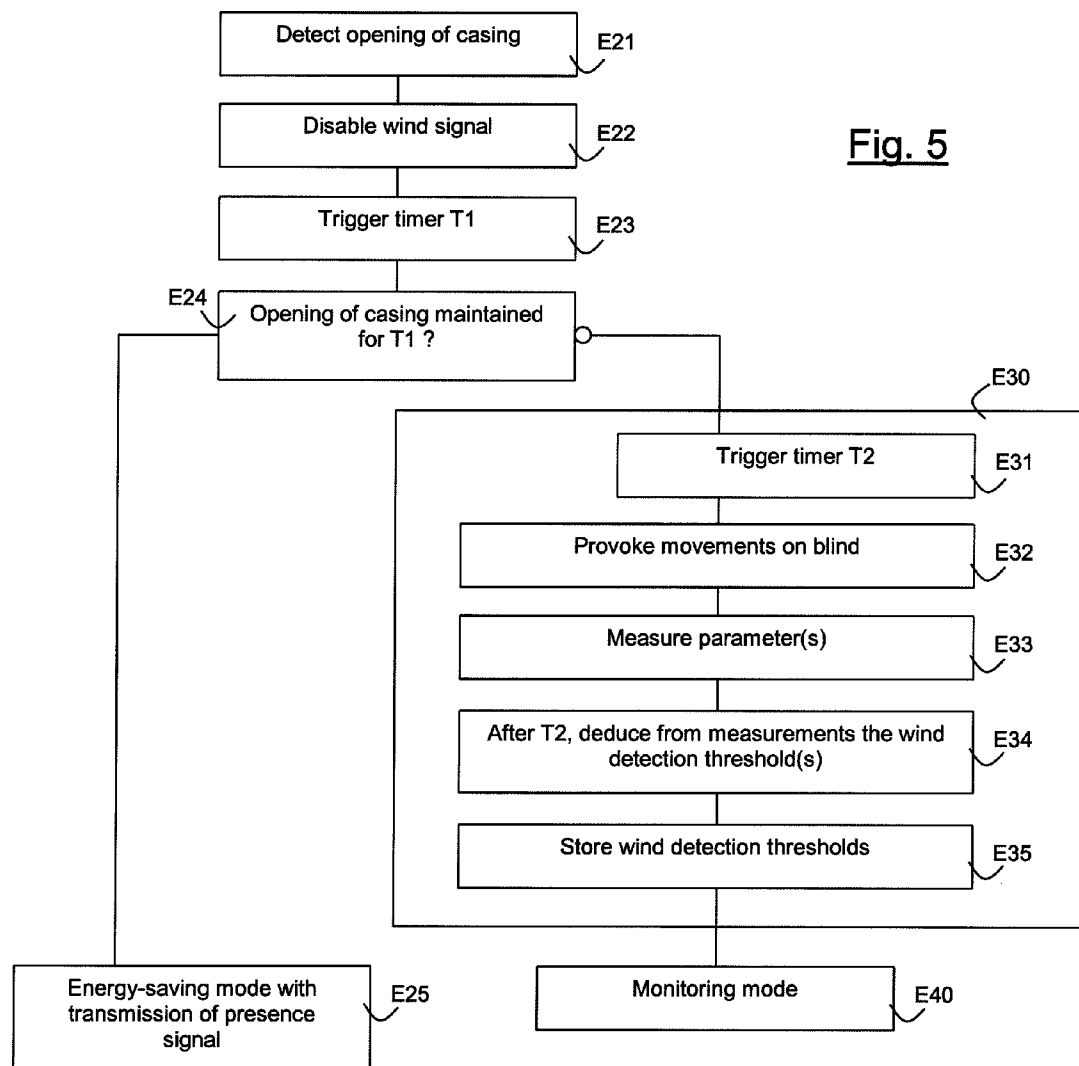 Detect opening of casing
E21
Disable wind signal
E22
Fig. 5
Trigger timer T1
E23
E24
Opening of casing maintained
for T1 ?
E30
Trigger timer T2
E31
Provoke movements on blind
E32
Measure parameter(s)
E33
After T2, deduce from measurements the wind
detection threshold(s)
E34
Store wind detection thresholds
E35
Energy-saving mode with
transmission of presence
signal
E25
Monitoring mode
E40